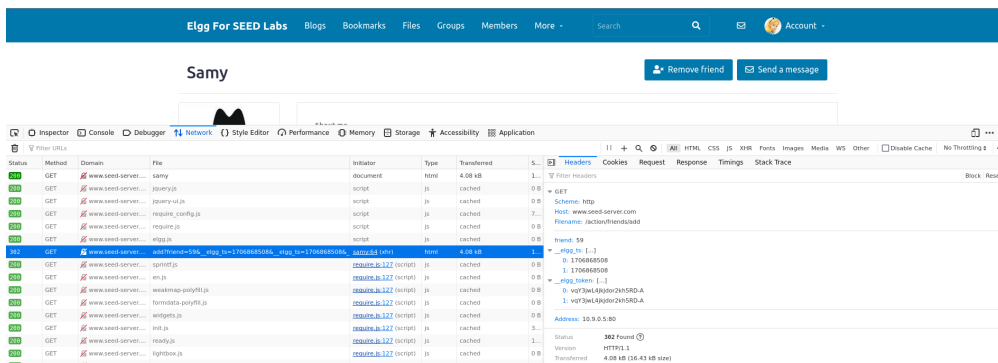 Elgg For SEED Labs Blogs Bookmarks Files Groups Members More Search Account
Samy Remove friend Send a message
Inspector Console Debugger Network Style Editor Performance Memory Storage Accessibility Application
Filter URLs All HTML CSS JS XHR Fonts Images Media WS Other Disable Cache No Throttling
Status Method Domain File Initiator Type Transferred S... Headers Cookies Request Response Timings Stack Trace
200 GET www.seed-server.... samy document html 4.08 kB 1...
200 GET www.seed-server.... jquery.js script js cached 0 B
200 GET www.seed-server.... jquery-ui.js script js cached 0 B
200 GET www.seed-server.... require_config.js script js cached 7...
200 GET www.seed-server.... require.js script js cached 0 B
200 GET www.seed-server.... elgg.js script js cached 0 B
302 GET www.seed-server.... add?friend=59&__elgg_ts=1706868508&__elgg_ts=1706868508&_ samy:64 (xhr) html 4.08 kB 1...
200 GET www.seed-server.... sprintf.js require.js:127 (script) js cached 0 B
200 GET www.seed-server.... en.js require.js:127 (script) js cached 0 B
200 GET www.seed-server.... weakmap-polyfill.js require.js:127 (script) js cached 0 B
200 GET www.seed-server.... formdata-polyfill.js require.js:127 (script) js cached 0 B
200 GET www.seed-server.... widgets.js require.js:127 (script) js cached 0 B
200 GET www.seed-server.... init.js require.js:127 (script) js cached 3...
200 GET www.seed-server.... ready.js require.js:127 (script) js cached 1...
200 GET www.seed-server.... lightbox.js require.js:127 (script) js cached 0 B
Filter Headers Block
GET
Scheme: http
Host: www.seed-server.com
Filename: /action/friends/add
friend: 59
__elgg_ts: [...]
0: 1706868508
1: 1706868508
__elgg_token: [...]
0: vqY3jwL4jkjdor2kh5RD-A
1: vqY3jwL4jkjdor2kh5RD-A
Address: 10.9.0.5:80
Status 302 Found
Version HTTP/1.1
Transferred 4.08 kB (16.43 kB size)